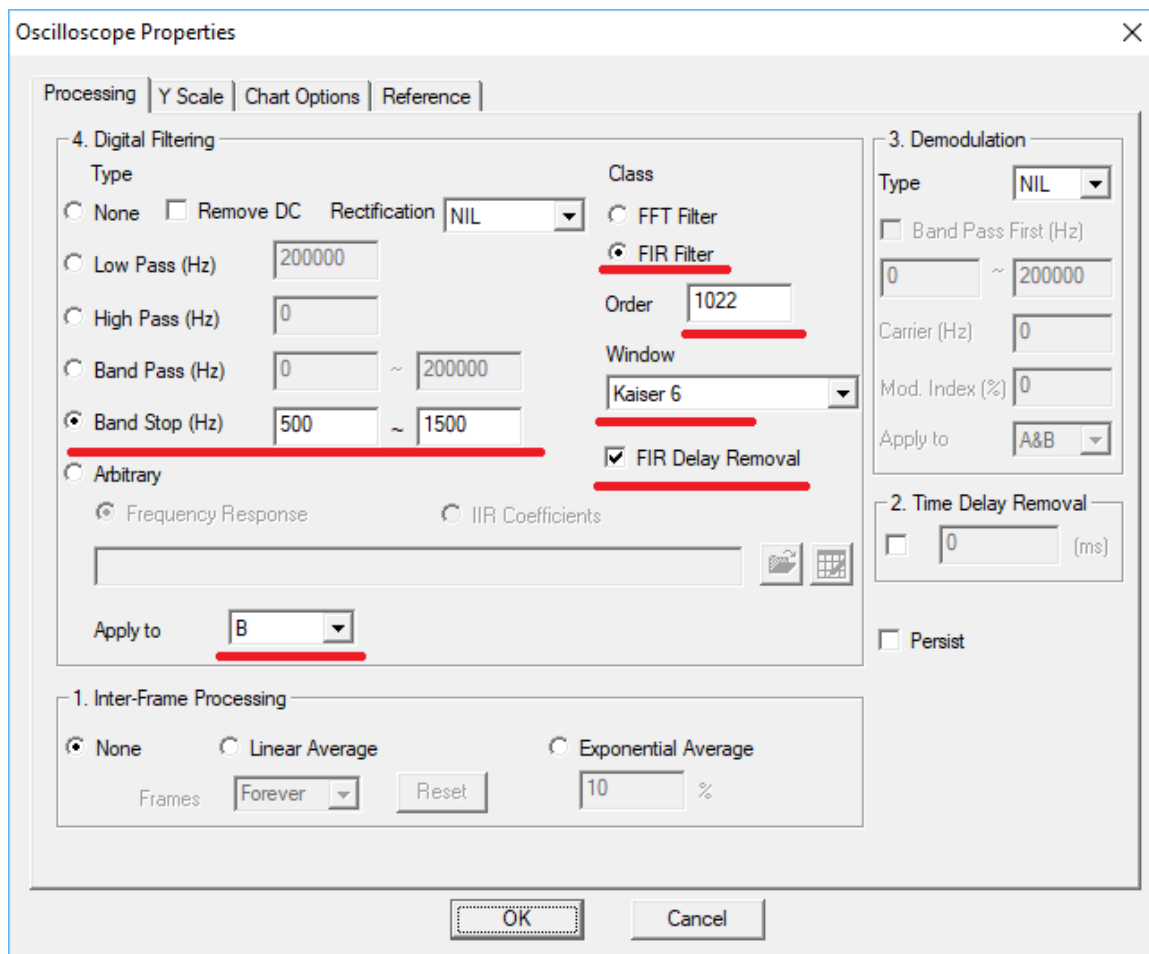 Oscilloscope Properties
Processing Y Scale Chart Options Reference
4. Digital Filtering
Type
None Remove DC Rectification NIL
Low Pass (Hz) 200000
High Pass (Hz) 0
Band Pass (Hz) 0 ~ 200000
Band Stop (Hz) 500 ~ 1500
Arbitrary
Frequency Response IIR Coefficients
Apply to B
Class
FFT Filter
FIR Filter
Order 1022
Window
Kaiser 6
FIR Delay Removal
3. Demodulation
Type NIL
Band Pass First (Hz)
0 ~ 200000
Carrier (Hz) 0
Mod. Index (%) 0
Apply to A&B
2. Time Delay Removal
0 (ms)
Persist
1. Inter-Frame Processing
None Linear Average Exponential Average
Frames Forever Reset 10 %
OK Cancel